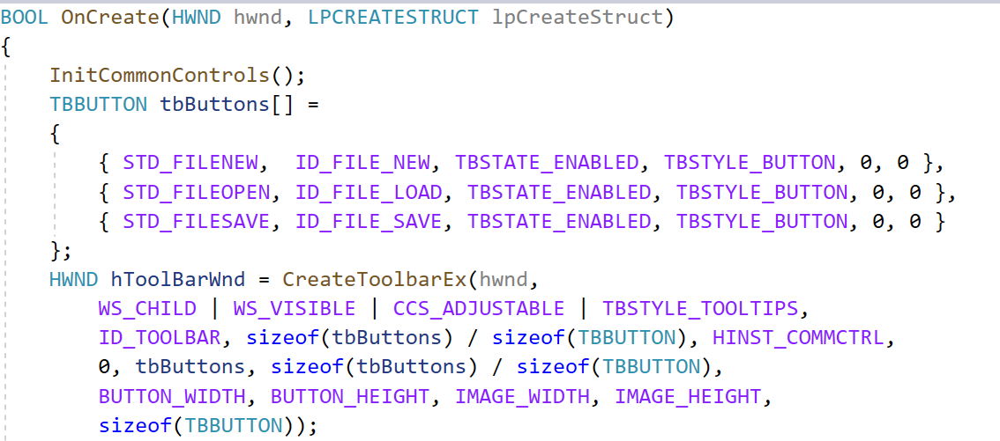 BOOL OnCreate(HWND hwnd, LPCREATESTRUCT lpCreateStruct)
{
    InitCommonControls();
    TBBUTTON tbButtons[] =
    {
        { STD_FILENEW,  ID_FILE_NEW, TBSTATE_ENABLED, TBSTYLE_BUTTON, 0, 0 },
        { STD_FILEOPEN, ID_FILE_LOAD, TBSTATE_ENABLED, TBSTYLE_BUTTON, 0, 0 },
        { STD_FILESAVE, ID_FILE_SAVE, TBSTATE_ENABLED, TBSTYLE_BUTTON, 0, 0 }
    };
    HWND hToolBarWnd = CreateToolbarEx(hwnd,
        WS_CHILD | WS_VISIBLE | CCS_ADJUSTABLE | TBSTYLE_TOOLTIPS,
        ID_TOOLBAR, sizeof(tbButtons) / sizeof(TBBUTTON), HINST_COMMCTRL,
        0, tbButtons, sizeof(tbButtons) / sizeof(TBBUTTON),
        BUTTON_WIDTH, BUTTON_HEIGHT, IMAGE_WIDTH, IMAGE_HEIGHT,
        sizeof(TBBUTTON));